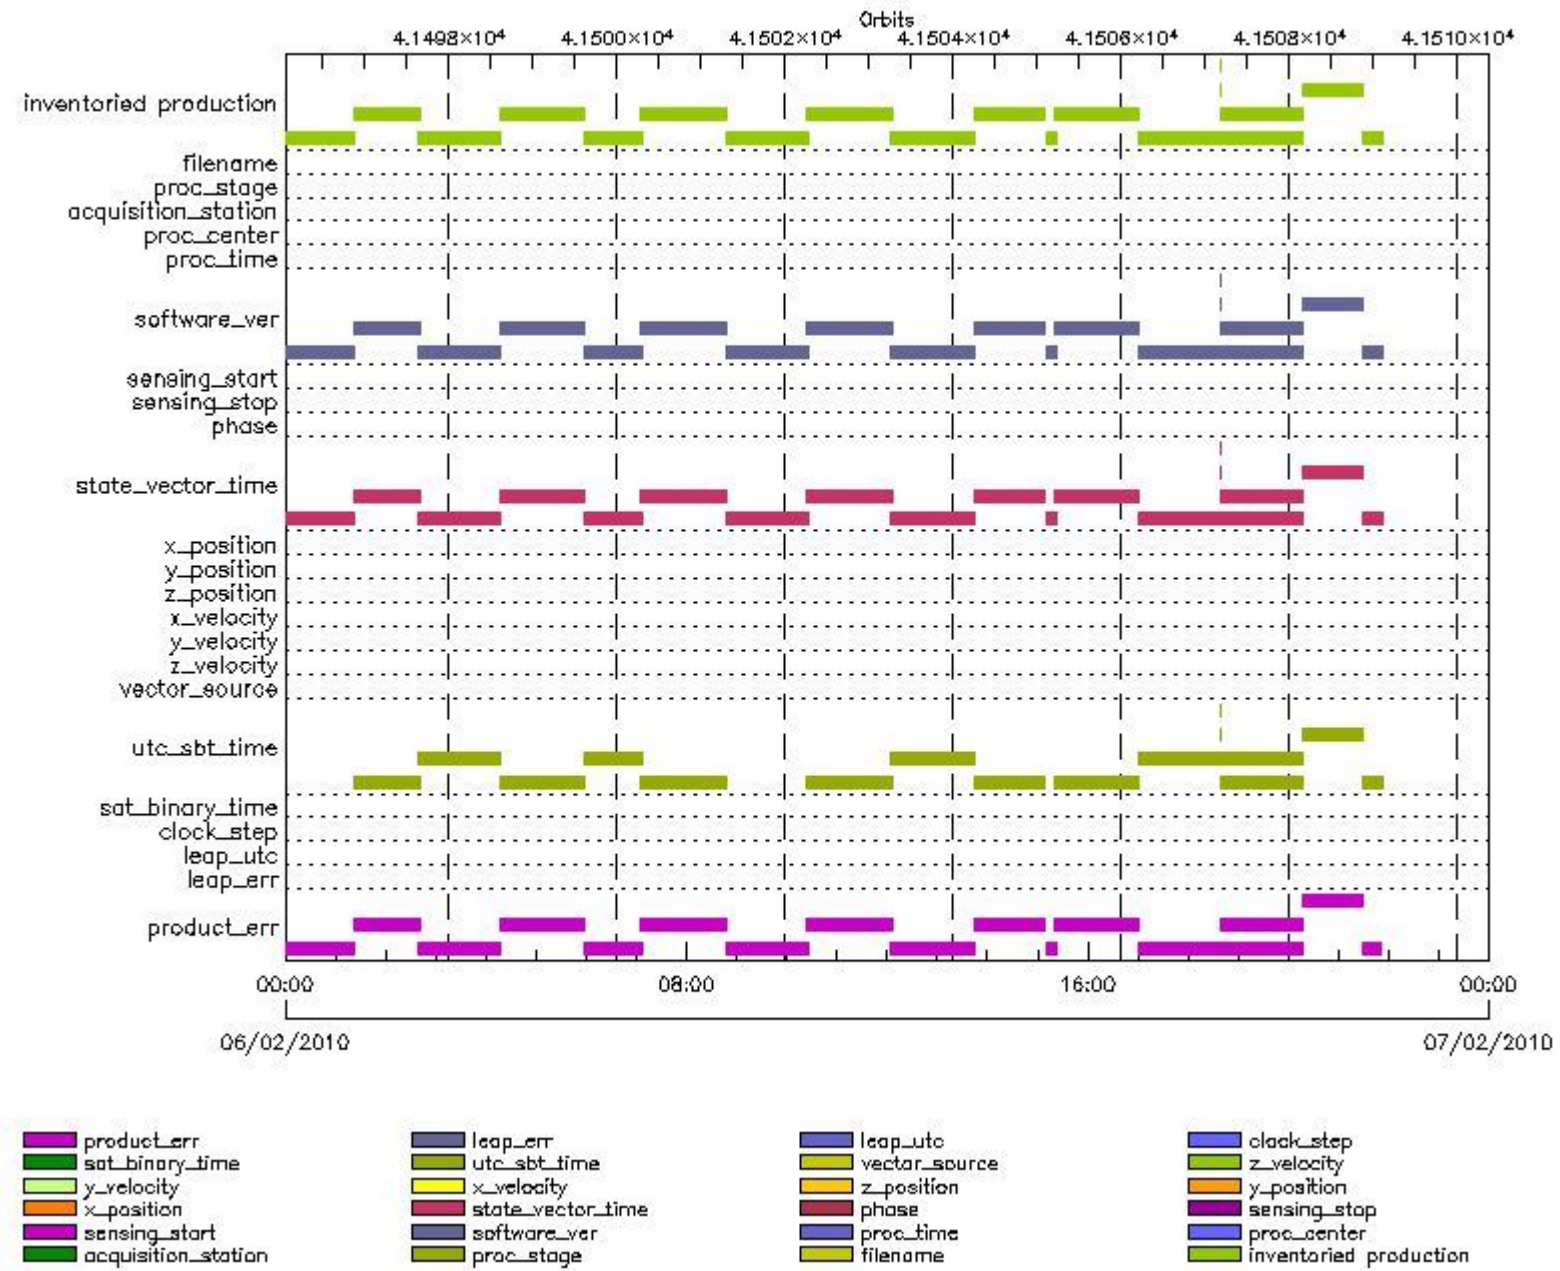 Orbits
4.1498×10⁴ 4.1500×10⁴ 4.1502×10⁴ 4.1504×10⁴ 4.1506×10⁴ 4.1508×10⁴ 4.1510×10⁴
inventoried production
filename
proc_stage
acquisition_station
proc_center
proc_time
software_ver
sensing_start
sensing_stop
phase
state_vector_time
x_position
y_position
z_position
x_velocity
y_velocity
z_velocity
vector_source
utc_sbt_time
sat_binary_time
clock_step
leap_utc
leap_err
product_err
00:00 08:00 16:00 00:00
06/02/2010 07/02/2010
product_err leap_err leap_utc clock_step
sat_binary_time utc_sbt_time vector_source z_velocity
y_velocity x_velocity z_position y_position
x_position state_vector_time phase sensing_stop
sensing_start software_ver proc_time proc_center
acquisition_station proc_stage filename inventoried production